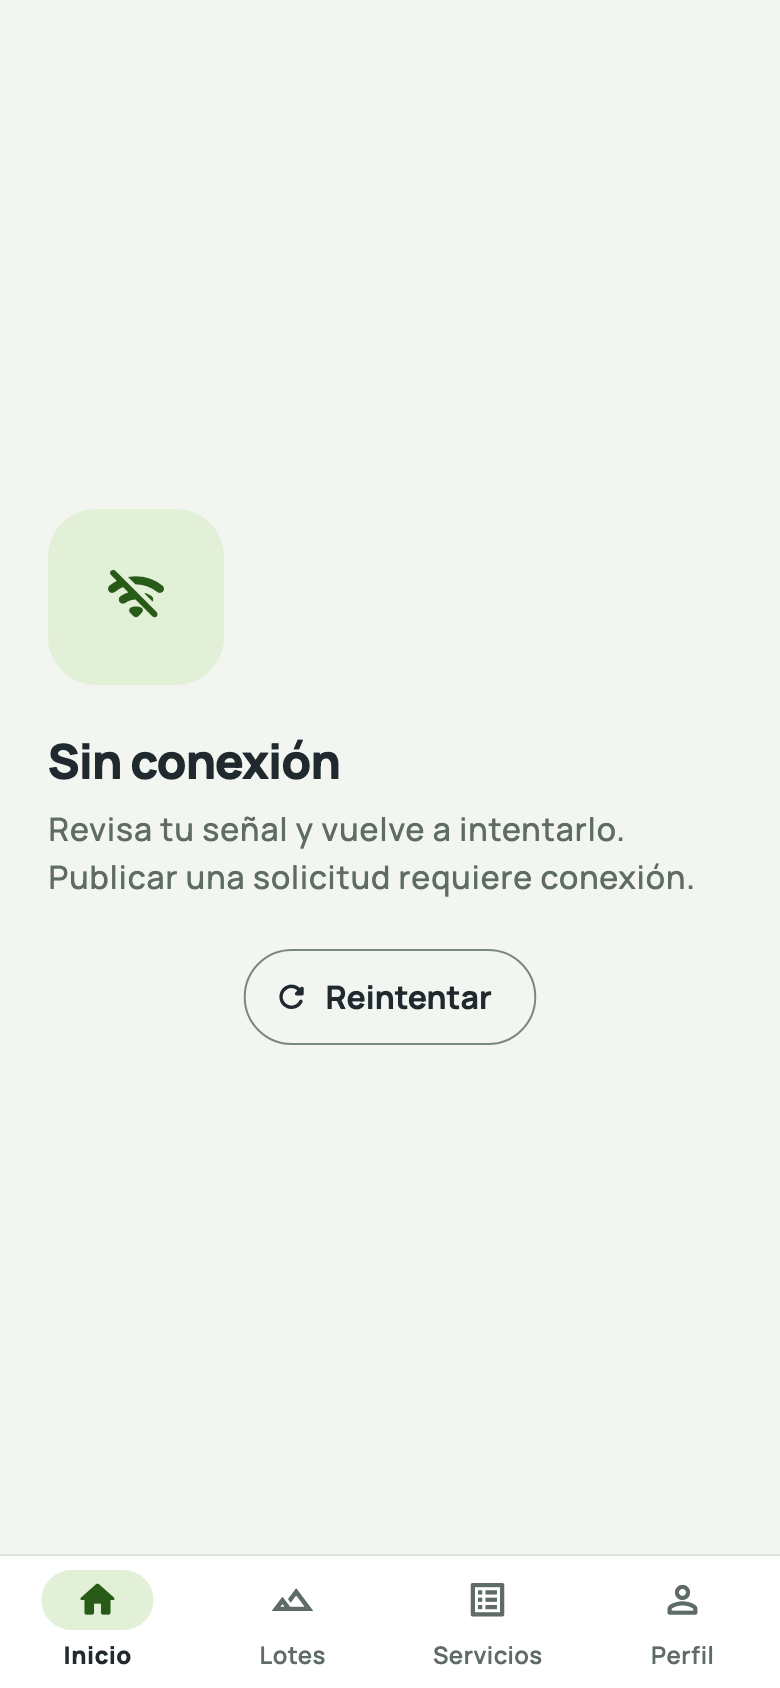 Sin conexión
Revisa tu señal y vuelve a intentarlo.
Publicar una solicitud requiere conexión.
Reintentar
Inicio
Lotes
Servicios
Perfil